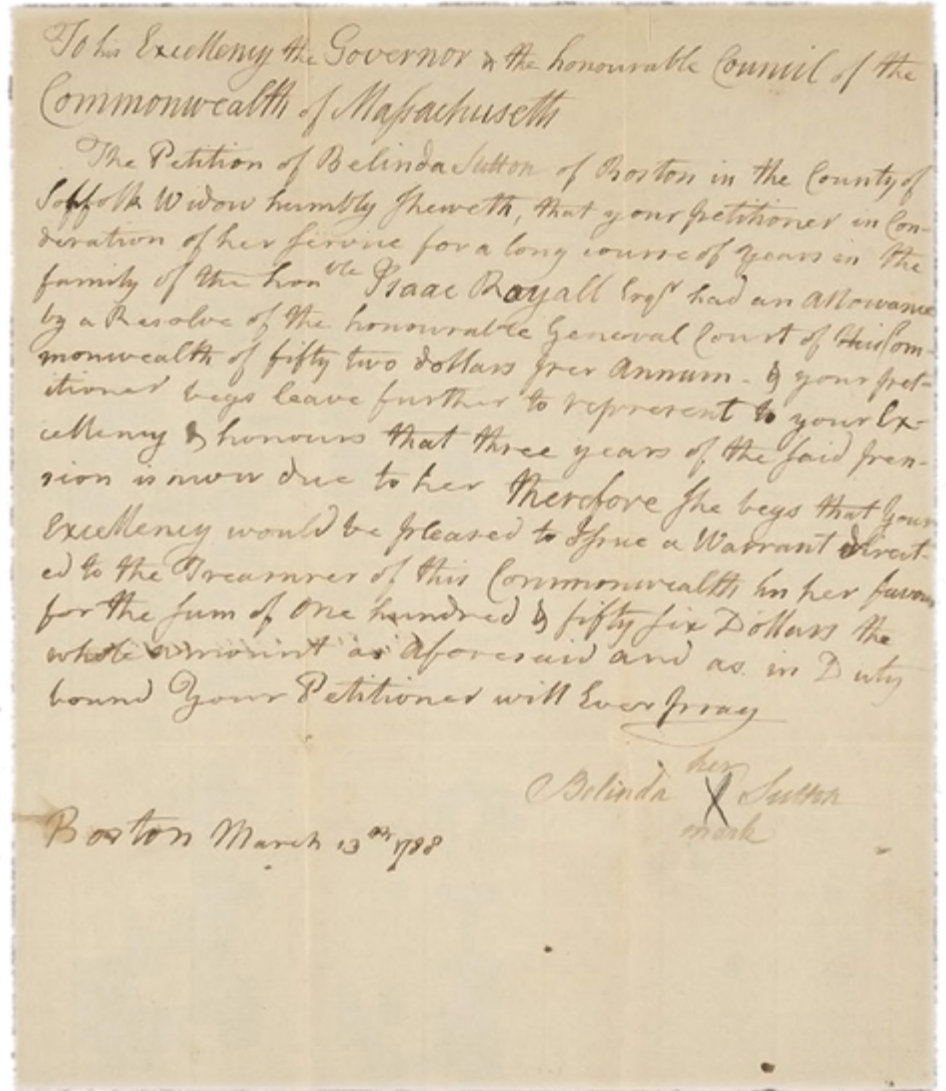 To his Excellency the Governor & the honourable Council of the
Commonwealth of Massachusetts
The Petition of Belinda Sutton of Boston in the County of
Suffolk Widow humbly sheweth, that your petitioner in Con-
deration of her service for a long course of Years in the
family of the honble Isaac Royall Esqr had an Allowance
by a Resolve of the honourable General Court of this Com-
monwealth of fifty two dollars per Annum - & your pet-
itioner begs leave further to represent to your Ex-
cellency & honours that three years of the said pen-
sion is now due to her therefore she begs that Your
Excellency would be pleased to Issue a Warrant direct-
ed to the Treasurer of this Commonwealth in her favour
for the sum of One hundred & fifty six Dollars the
whole amount as Aforesaid and as in Duty
bound Your Petitioner will Ever pray
her
Belinda X Sutton
mark
Boston March 13th 1788